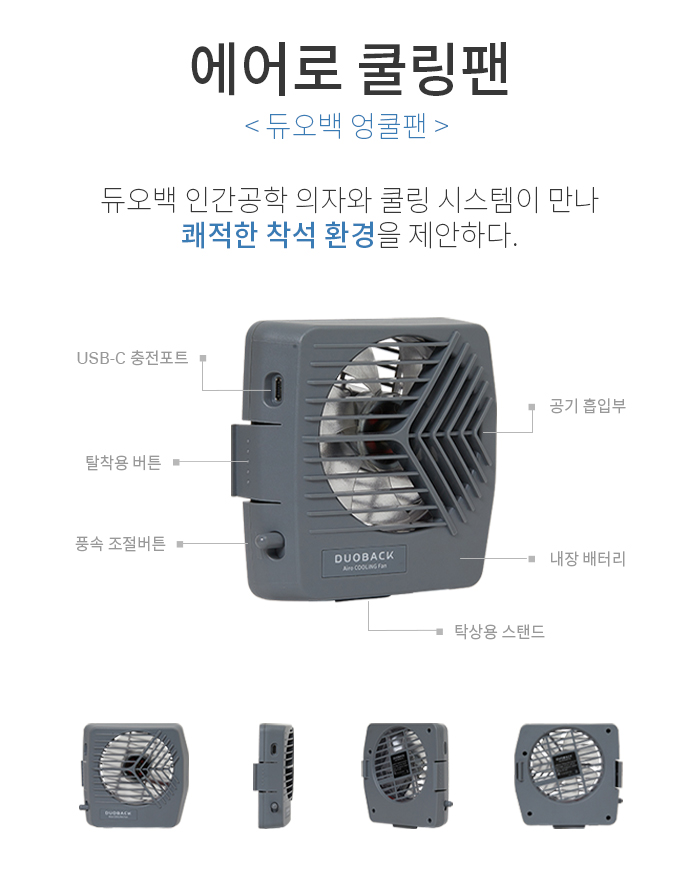 에어로 쿨링팬
< 듀오백 엉쿨팬 >
듀오백 인간공학 의자와 쿨링 시스템이 만나
쾌적한 착석 환경을 제안하다.
USB-C 충전포트
공기 흡입부
탈착용 버튼
풍속 조절버튼
DUOBACK
Airo COOLING Fan
내장 배터리
탁상용 스탠드
DUOBACK